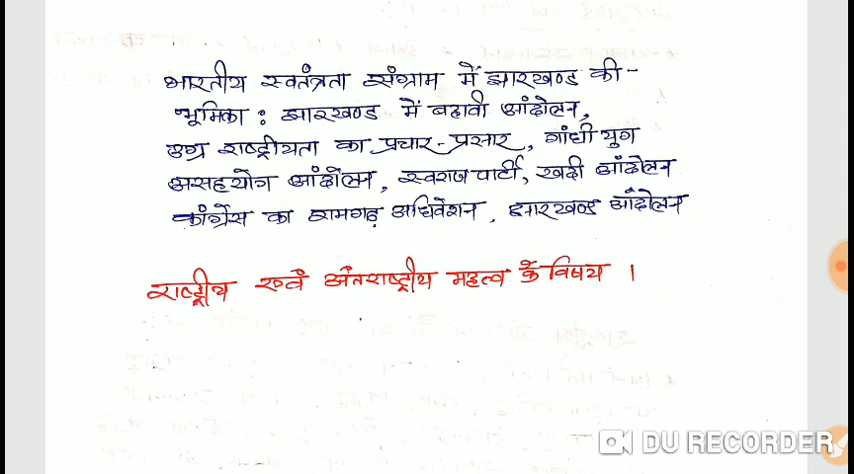 भारतीय स्वतंत्रता संग्राम में झारखण्ड की -
भूमिका : झारखण्ड में बहावी आंदोलन,
उग्र राष्ट्रीयता का प्रचार - प्रसार, गांधी युग
असहयोग आंदोलन, स्वराज पार्टी, खादी आंदोलन
कांग्रेस का रामगढ़ अधिवेशन, झारखण्ड आंदोलन
राष्ट्रीय एवं अंतराष्ट्रीय महत्व के विषय ।
DU RECORDER